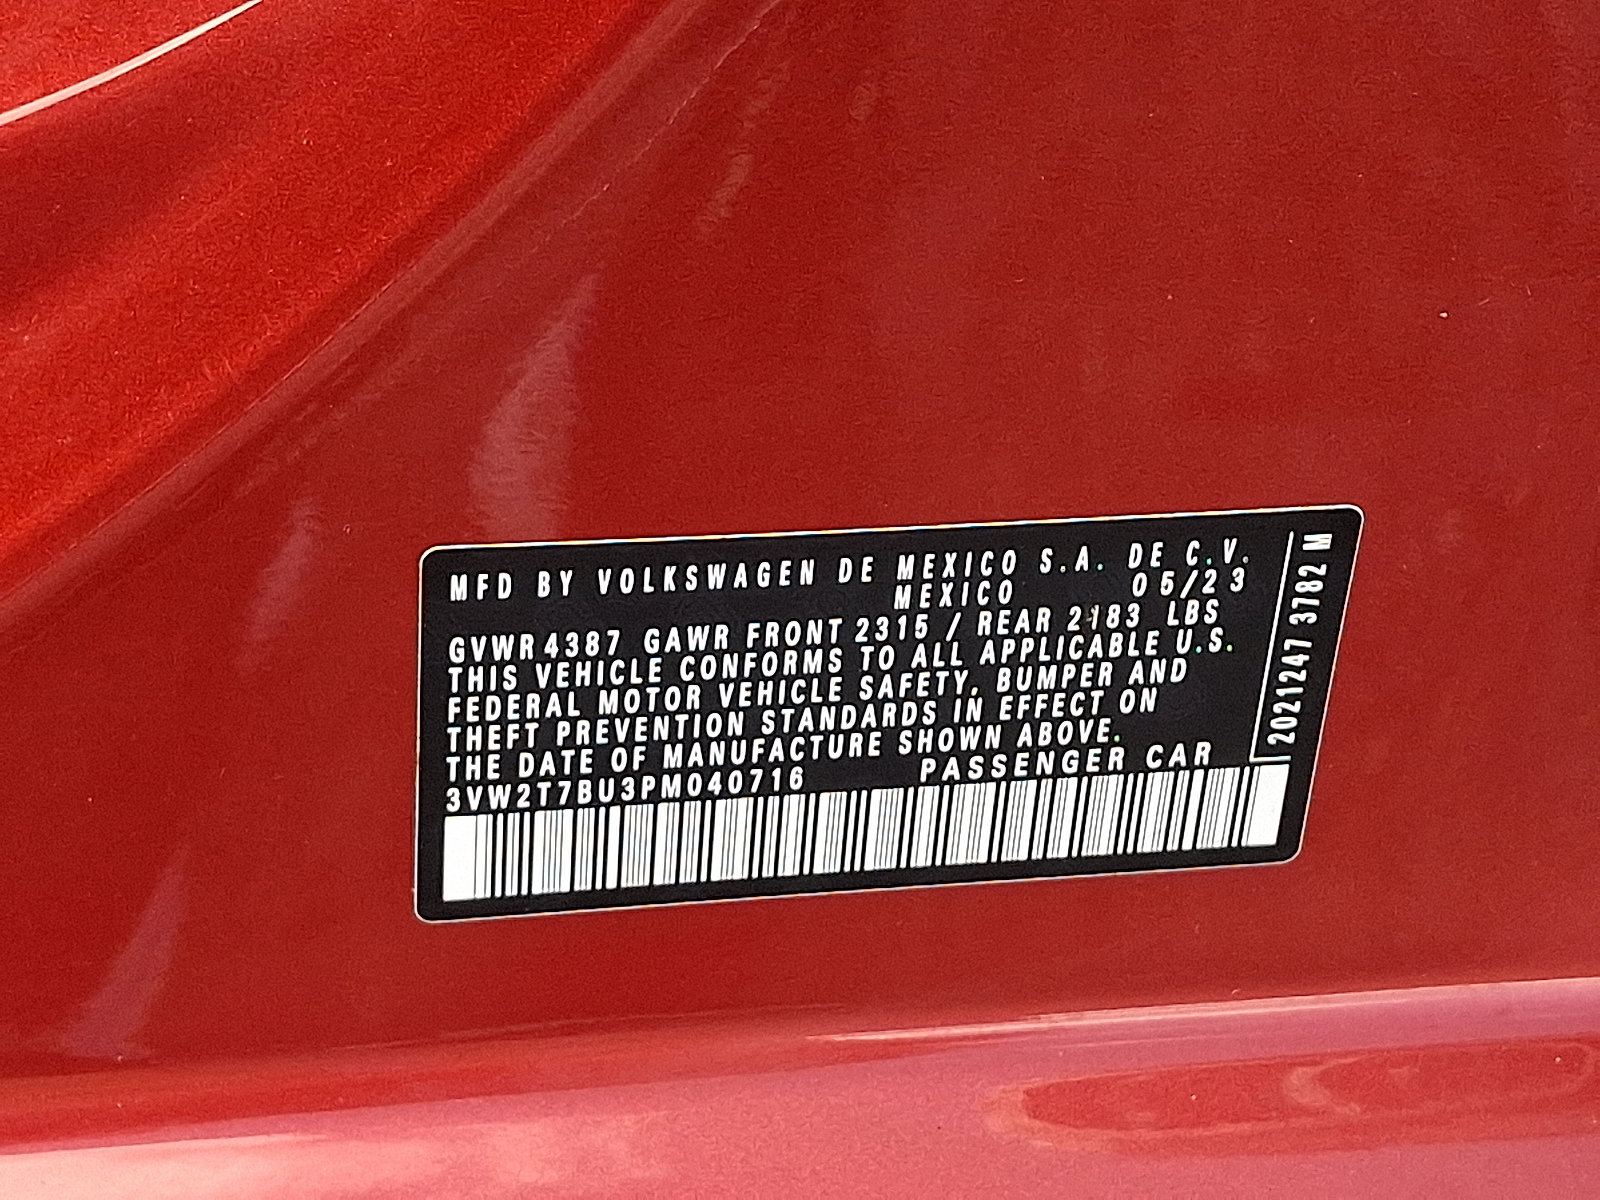 MFD BY VOLKSWAGEN DE MEXICO S.A. DE C.V.
MEXICO 05/23
GVWR 4387 GAWR FRONT 2315 / REAR 2183 LBS
THIS VEHICLE CONFORMS TO ALL APPLICABLE U.S.
FEDERAL MOTOR VEHICLE SAFETY, BUMPER AND
THEFT PREVENTION STANDARDS IN EFFECT ON
THE DATE OF MANUFACTURE SHOWN ABOVE.
3VW2T7BU3PM040716 PASSENGER CAR
2021247 3782 M